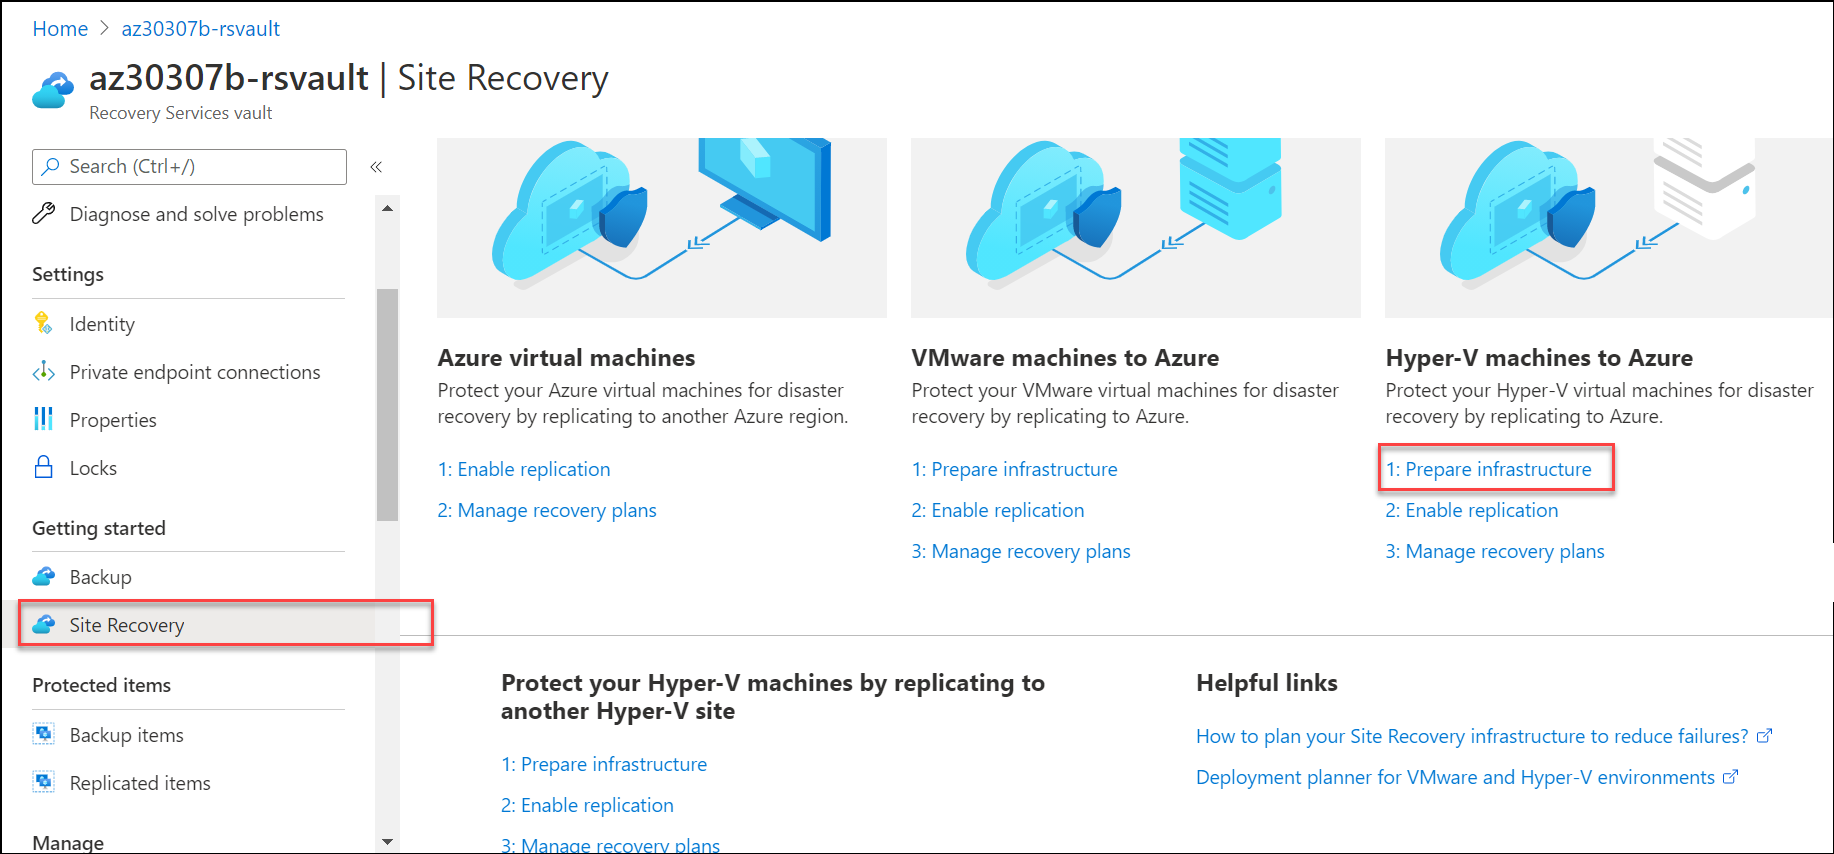 Home > az30307b-rsvault
az30307b-rsvault | Site Recovery
Recovery Services vault
Search (Ctrl+/)
«
Diagnose and solve problems
Settings
Identity
Private endpoint connections
Properties
Locks
Getting started
Backup
Site Recovery
Protected items
Backup items
Replicated items
Manage
Azure virtual machines
Protect your Azure virtual machines for disaster
recovery by replicating to another Azure region.
1: Enable replication
2: Manage recovery plans
VMware machines to Azure
Protect your VMware virtual machines for disaster
recovery by replicating to Azure.
1: Prepare infrastructure
2: Enable replication
3: Manage recovery plans
Hyper-V machines to Azure
Protect your Hyper-V virtual machines for disaster
recovery by replicating to Azure.
1: Prepare infrastructure
2: Enable replication
3: Manage recovery plans
Protect your Hyper-V machines by replicating to
another Hyper-V site
1: Prepare infrastructure
2: Enable replication
3: Manage recovery plans
Helpful links
How to plan your Site Recovery infrastructure to reduce failures?
Deployment planner for VMware and Hyper-V environments